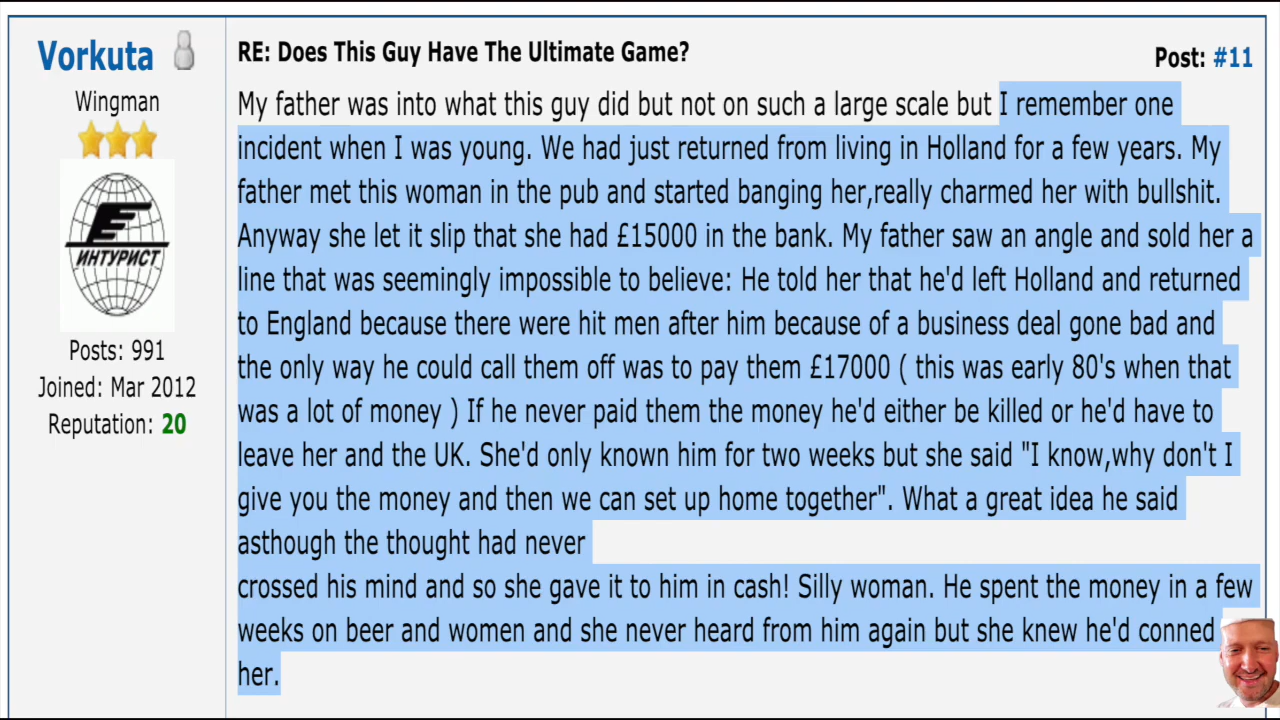 Vorkuta
Wingman
ИНТУРИСТ
Posts: 991
Joined: Mar 2012
Reputation: 20
RE: Does This Guy Have The Ultimate Game?
Post: #11
My father was into what this guy did but not on such a large scale but I remember one
incident when I was young. We had just returned from living in Holland for a few years. My
father met this woman in the pub and started banging her,really charmed her with bullshit.
Anyway she let it slip that she had £15000 in the bank. My father saw an angle and sold her a
line that was seemingly impossible to believe: He told her that he'd left Holland and returned
to England because there were hit men after him because of a business deal gone bad and
the only way he could call them off was to pay them £17000 ( this was early 80's when that
was a lot of money ) If he never paid them the money he'd either be killed or he'd have to
leave her and the UK. She'd only known him for two weeks but she said "I know,why don't I
give you the money and then we can set up home together". What a great idea he said
asthough the thought had never
crossed his mind and so she gave it to him in cash! Silly woman. He spent the money in a few
weeks on beer and women and she never heard from him again but she knew he'd conned
her.